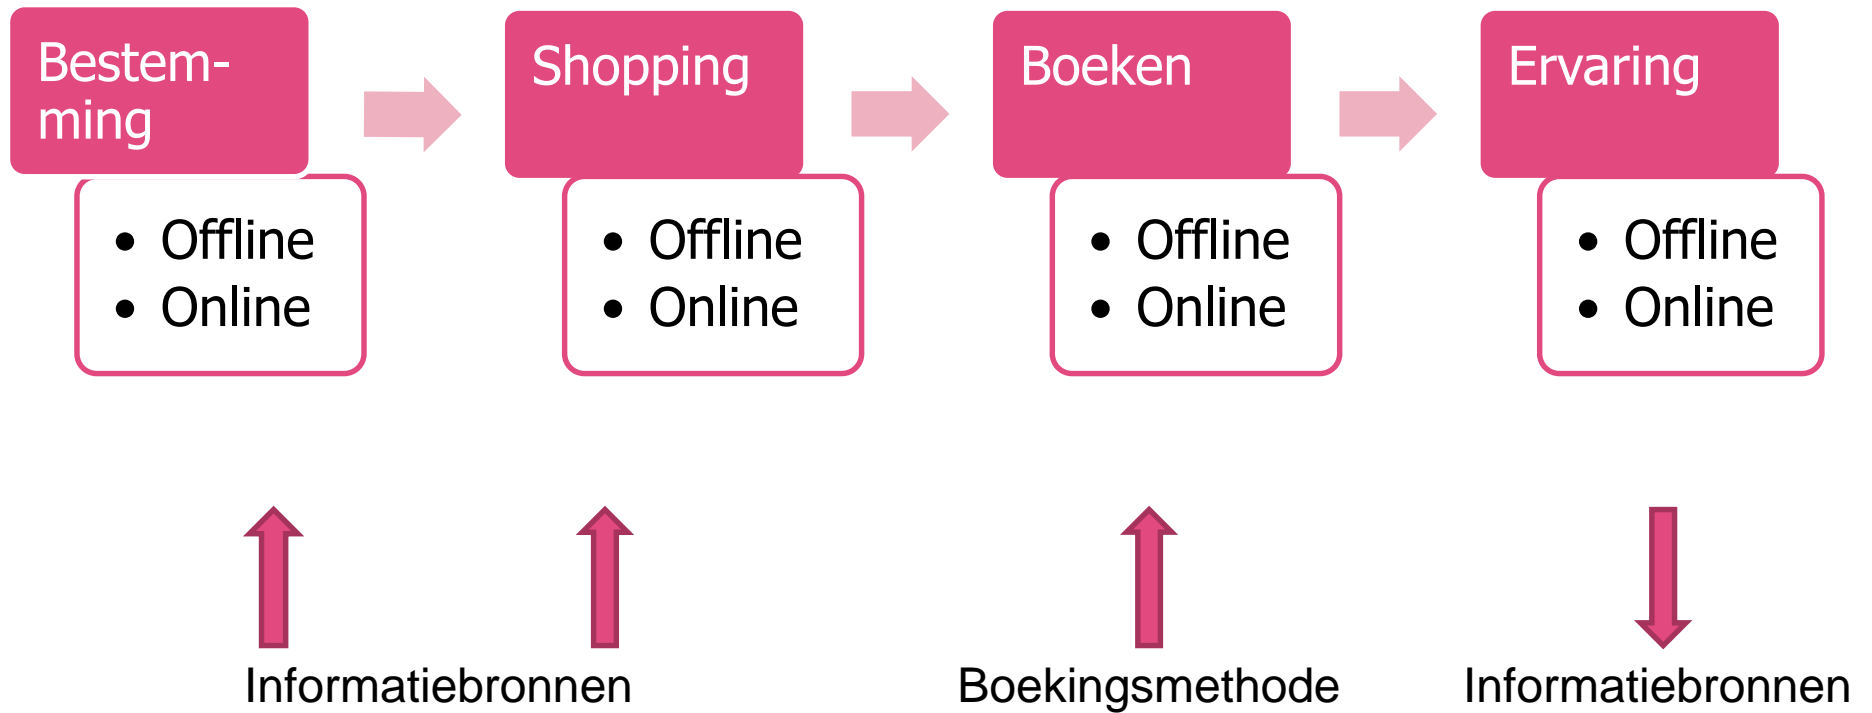 Bestem-
ming
• Offline
• Online
Shopping
• Offline
• Online
Boeken
• Offline
• Online
Ervaring
• Offline
• Online
Informatiebronnen
Boekingsmethode
Informatiebronnen